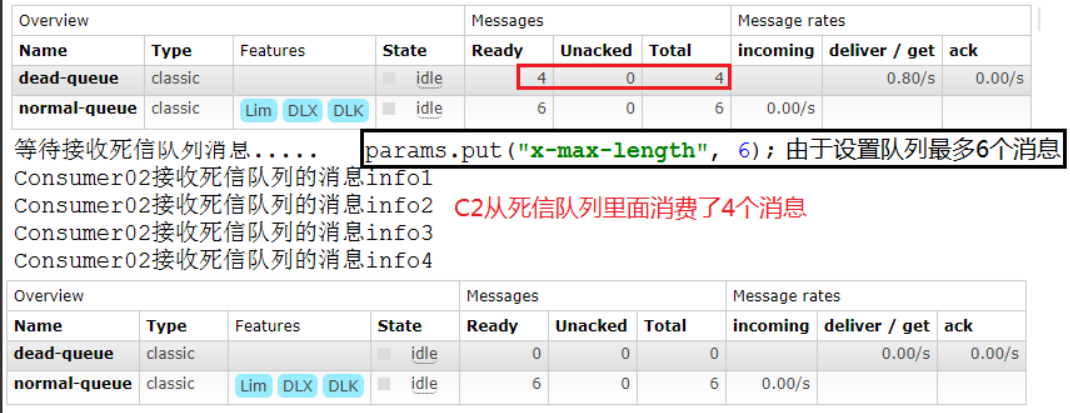 Overview Messages Message rates
Name Type Features State Ready Unacked Total incoming deliver / get ack
dead-queue classic idle 4 0 4 0.80/s 0.00/s
normal-queue classic Lim DLX DLK idle 6 0 6 0.00/s
等待接收死信队列消息.....
params.put("x-max-length", 6); 由于设置队列最多6个消息
Consumer02接收死信队列的消息info1
Consumer02接收死信队列的消息info2
C2从死信队列里面消费了4个消息
Consumer02接收死信队列的消息info3
Consumer02接收死信队列的消息info4
Overview Messages Message rates
Name Type Features State Ready Unacked Total incoming deliver / get ack
dead-queue classic idle 0 0 0 0.00/s 0.00/s
normal-queue classic Lim DLX DLK idle 6 0 6 0.00/s